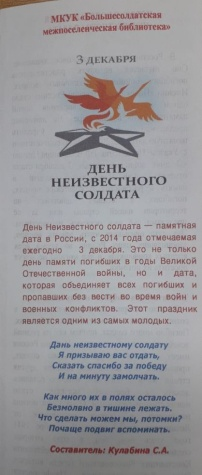 МКУК «Большесолдатская
межпоселенческая библиотека»
3 ДЕКАБРЯ
ДЕНЬ
НЕИЗВЕСТНОГО
СОЛДАТА
День Неизвестного солдата — памятная
дата в России, с 2014 года отмечаемая
ежегодно 3 декабря. Это не только
день памяти погибших в годы Великой
Отечественной войны, но и дата,
которая объединяет всех погибших и
пропавших без вести во время войн и
военных конфликтов. Этот праздник
является одним из самых молодых.
Дань неизвестному солдату
Я призываю вас отдать,
Сказать спасибо за победу
И на минуту замолчать.
Как много их в полях осталось
Безмолвно в тишине лежать.
Что сделать можем мы, потомки?
Почаще подвиг вспоминать.
Составитель: Кулабина С.А.